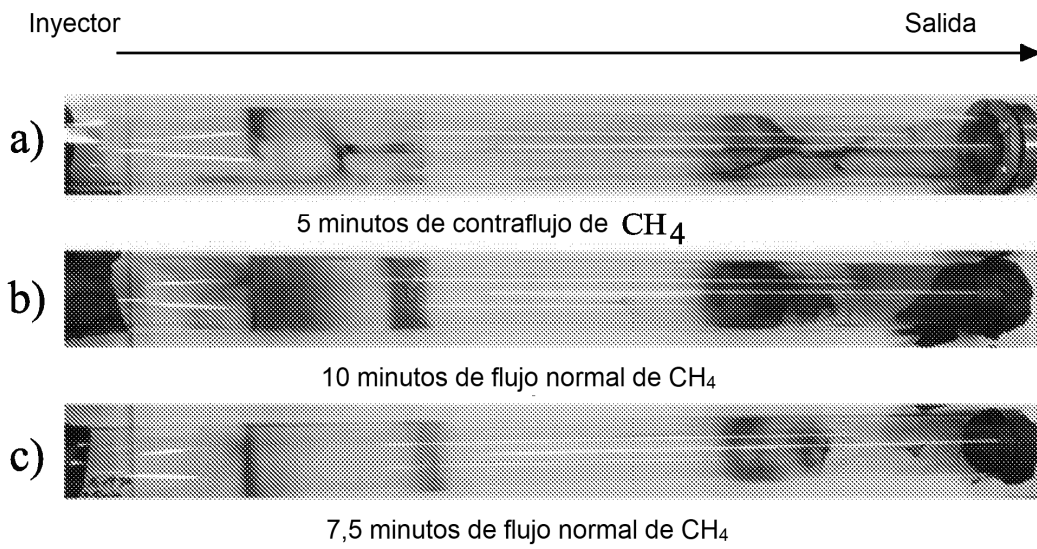 Inyector Salida
a)
5 minutos de contraflujo de CH₄
b)
10 minutos de flujo normal de CH₄
c)
7,5 minutos de flujo normal de CH₄